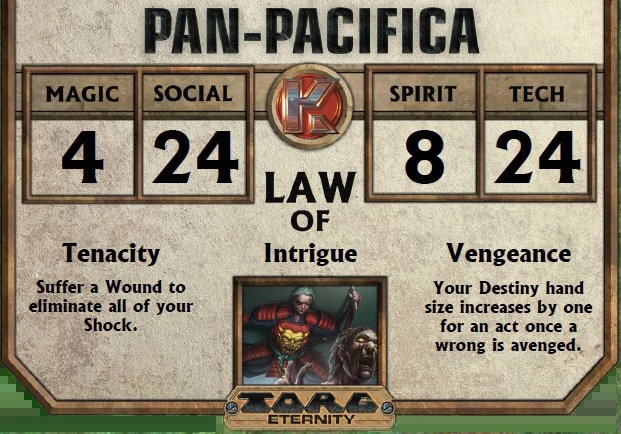 PAN-PACIFICA
MAGIC SOCIAL SPIRIT TECH
4 24 K 8 24
LAW
OF
Tenacity Intrigue Vengeance
Suffer a Wound to
eliminate all of your
Shock.
Your Destiny hand
size increases by one
for an act once a
wrong is avenged.
TORG
ETERNITY